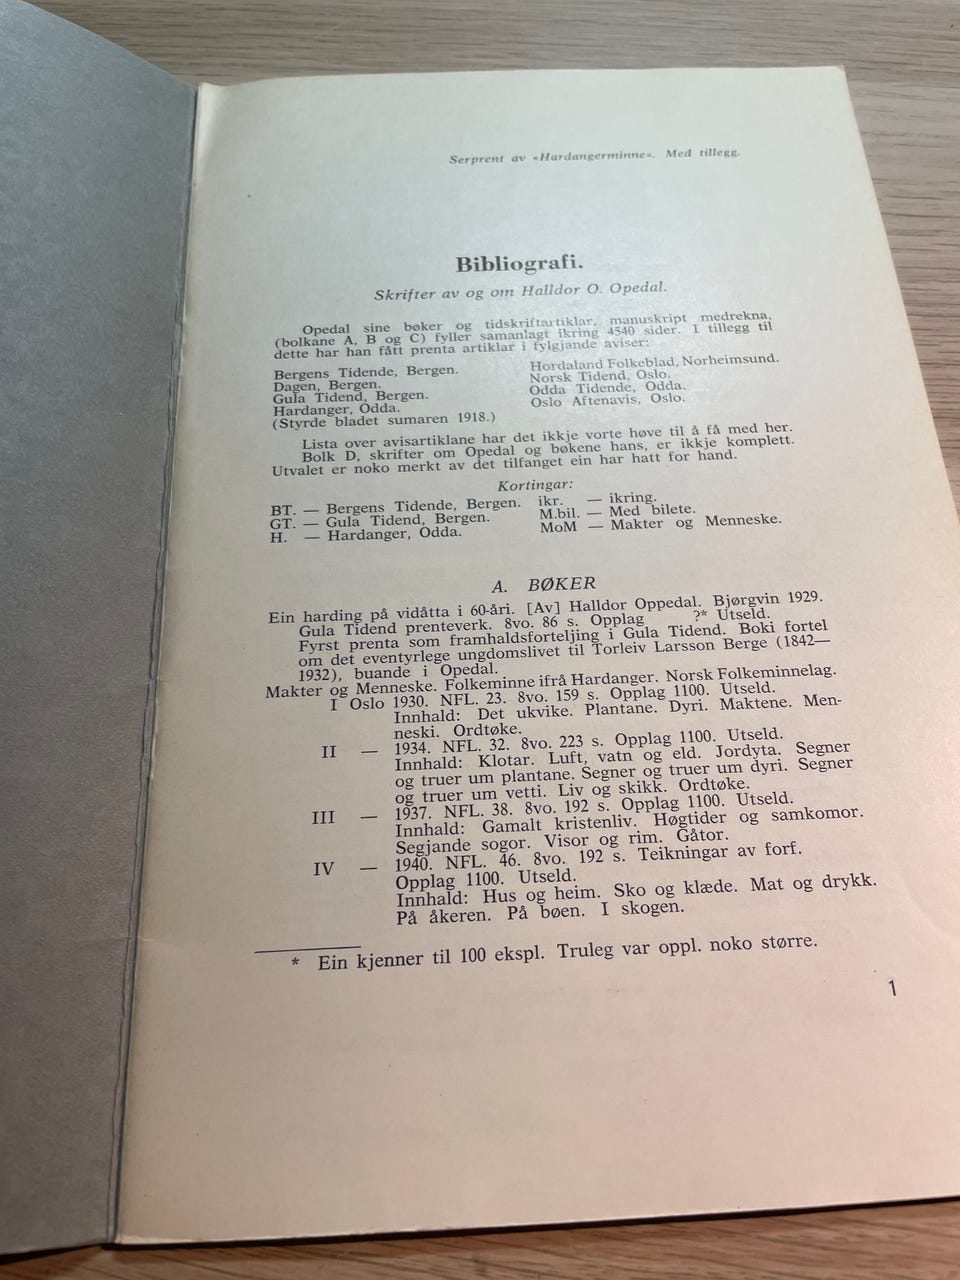 Serprent av «Hardangerminne». Med tillegg.
Bibliografi.
Skrifter av og om Halldor O. Opedal.
Opedal sine bøker og tidskriftartiklar, manuskript medrekna,
(bolkane A, B og C) fyller samanlagt ikring 4540 sider. I tillegg til
dette har han fått prenta artiklar i fylgjande aviser:
Bergens Tidende, Bergen.
Dagen, Bergen.
Gula Tidend, Bergen.
Hardanger, Odda.
(Styrde bladet sumaren 1918.)
Hordaland Folkeblad, Norheimsund.
Norsk Tidend, Oslo.
Odda Tidende, Odda.
Oslo Aftenavis, Oslo.
Lista over avisartiklane har det ikkje vorte høve til å få med her.
Bolk D, skrifter om Opedal og bøkene hans, er ikkje komplett.
Utvalet er noko merkt av det tilfanget ein har hatt for hand.
Kortingar:
BT. — Bergens Tidende, Bergen.
GT. — Gula Tidend, Bergen.
H. — Hardanger, Odda.
ikr. — ikring.
M.bil. — Med bilete.
MoM — Makter og Menneske.
A. BØKER
Ein harding på vidåtta i 60-åri. [Av] Halldor Oppedal. Bjørgvin 1929.
Gula Tidend prenteverk. 8vo. 86 s. Opplag ?* Utseld.
Fyrst prenta som framhaldsforteljing i Gula Tidend. Boki fortel
om det eventyrlege ungdomslivet til Torleiv Larsson Berge (1842—
1932), buande i Opedal.
Makter og Menneske. Folkeminne ifrå Hardanger. Norsk Folkeminnelag.
I Oslo 1930. NFL. 23. 8vo. 159 s. Opplag 1100. Utseld.
Innhald: Det ukvike. Plantane. Dyri. Maktene. Men-
neski. Ordtøke.
II — 1934. NFL. 32. 8vo. 223 s. Opplag 1100. Utseld.
Innhald: Klotar. Luft, vatn og eld. Jordyta. Segner
og truer um plantane. Segner og truer um dyri. Segner
og truer um vetti. Liv og skikk. Ordtøke.
III — 1937. NFL. 38. 8vo. 192 s. Opplag 1100. Utseld.
Innhald: Gamalt kristenliv. Høgtider og samkomor.
Segjande sogor. Visor og rim. Gåtor.
IV — 1940. NFL. 46. 8vo. 192 s. Teikningar av forf.
Opplag 1100. Utseld.
Innhald: Hus og heim. Sko og klæde. Mat og drykk.
På åkeren. På bøen. I skogen.
* Ein kjenner til 100 ekspl. Truleg var oppl. noko større.
1